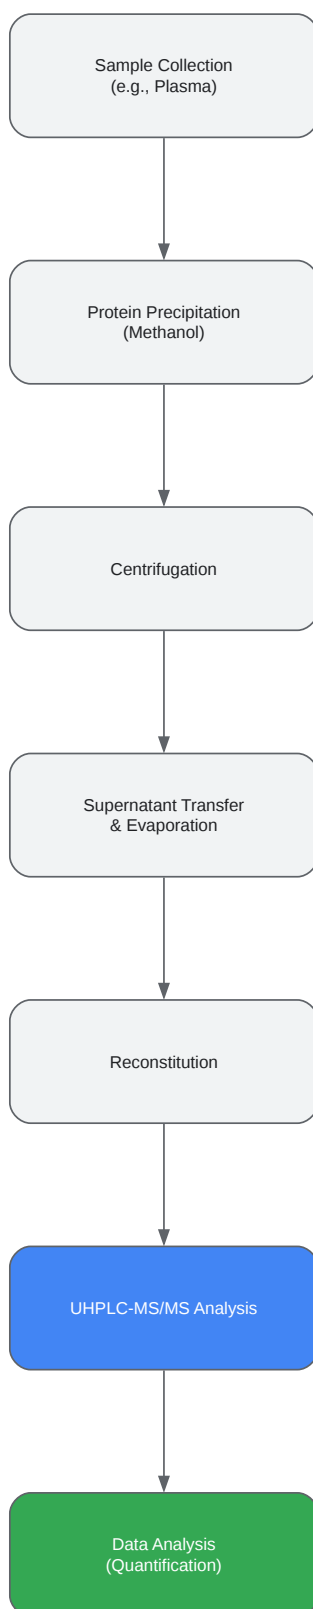 Sample Collection
(e.g., Plasma)
Protein Precipitation
(Methanol)
Centrifugation
Supernatant Transfer
& Evaporation
Reconstitution
UHPLC-MS/MS Analysis
Data Analysis
(Quantification)